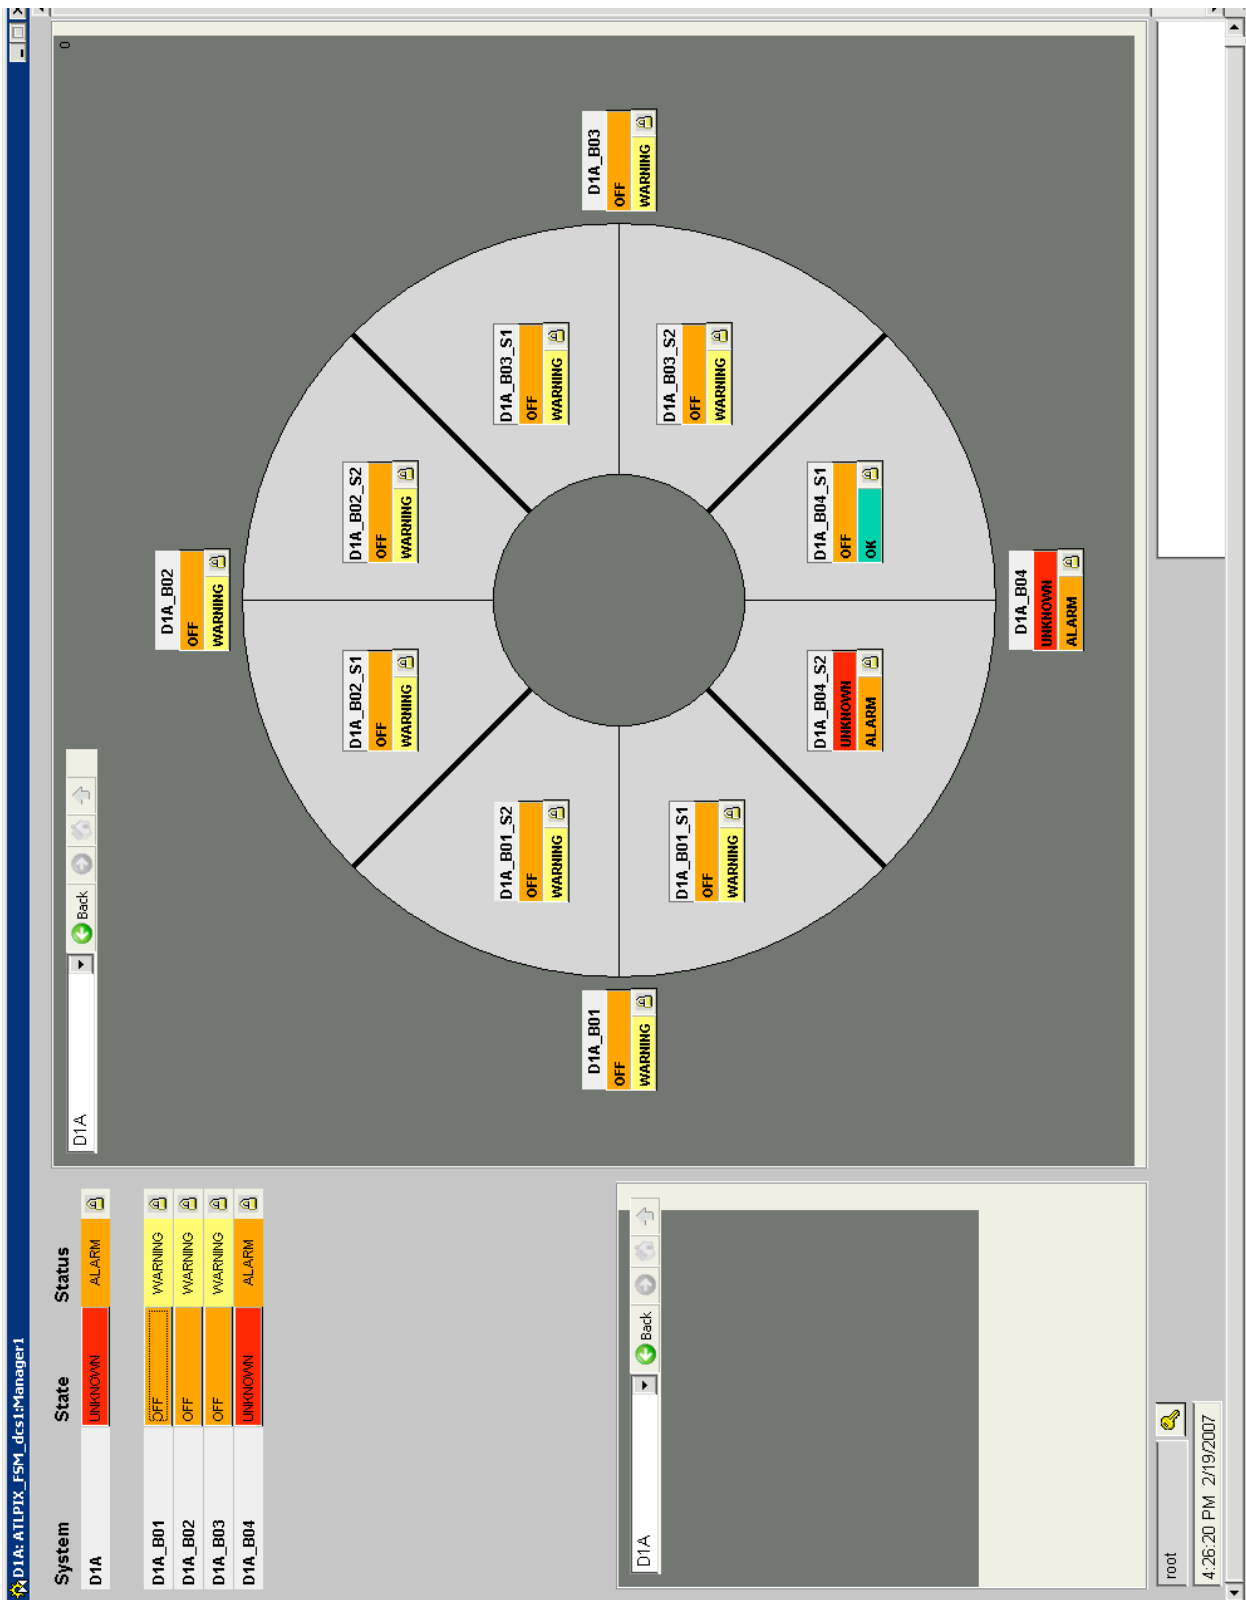 D1A: ATLPIX_FSM_dcs1:Manager1
System State Status
D1A UNKNOWN ALARM
D1A_B01 OFF WARNING
D1A_B02 OFF WARNING
D1A_B03 OFF WARNING
D1A_B04 UNKNOWN ALARM
D1A
Back
root
4:26:20 PM 2/19/2007
D1A
Back
0
D1A_B02
OFF
WARNING
D1A_B02_S1
OFF
WARNING
D1A_B02_S2
OFF
WARNING
D1A_B01_S2
OFF
WARNING
D1A_B03_S1
OFF
WARNING
D1A_B01
OFF
WARNING
D1A_B03
OFF
WARNING
D1A_B01_S1
OFF
WARNING
D1A_B03_S2
OFF
WARNING
D1A_B04_S2
UNKNOWN
ALARM
D1A_B04_S1
OFF
OK
D1A_B04
UNKNOWN
ALARM